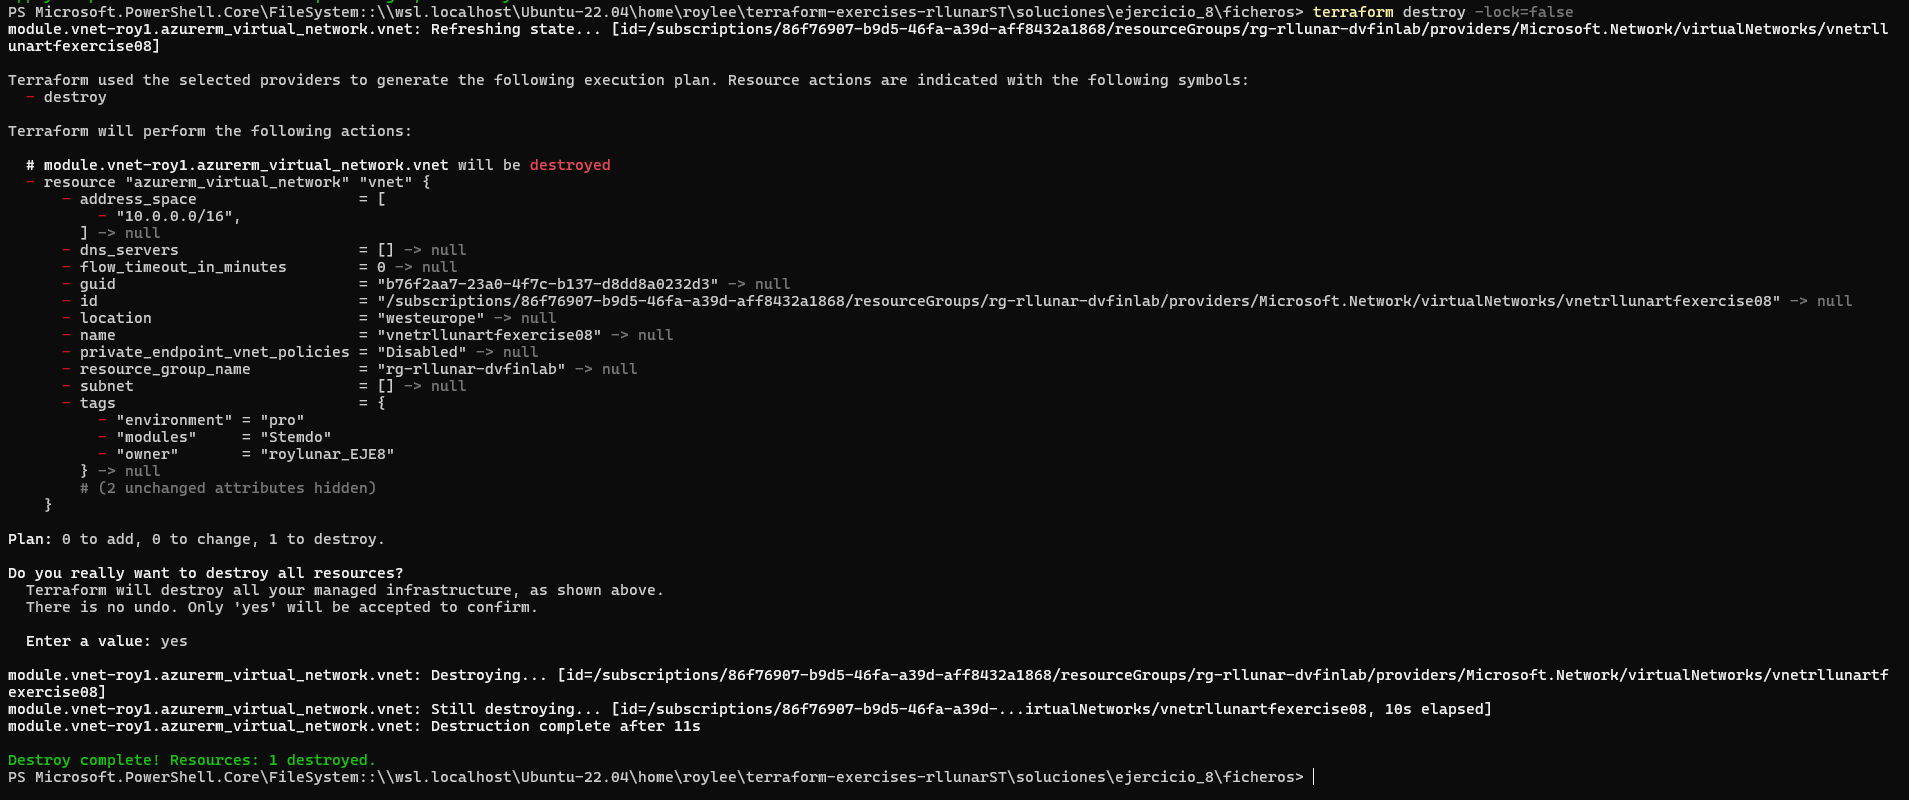 PS Microsoft.PowerShell.Core\FileSystem::\\wsl.localhost\Ubuntu-22.04\home\roylee\terraform-exercises-rllunarST\soluciones\ejercicio_8\ficheros> terraform destroy -lock=false
module.vnet-roy1.azurerm_virtual_network.vnet: Refreshing state... [id=/subscriptions/86f76907-b9d5-46fa-a39d-aff8432a1868/resourceGroups/rg-rllunar-dvfinlab/providers/Microsoft.Network/virtualNetworks/vnetrll
unartfexercise08]

Terraform used the selected providers to generate the following execution plan. Resource actions are indicated with the following symbols:
  - destroy

Terraform will perform the following actions:

  # module.vnet-roy1.azurerm_virtual_network.vnet will be destroyed
  - resource "azurerm_virtual_network" "vnet" {
      - address_space                  = [
          - "10.0.0.0/16",
        ] -> null
      - dns_servers                    = [] -> null
      - flow_timeout_in_minutes        = 0 -> null
      - guid                           = "b76f2aa7-23a0-4f7c-b137-d8dd8a0232d3" -> null
      - id                             = "/subscriptions/86f76907-b9d5-46fa-a39d-aff8432a1868/resourceGroups/rg-rllunar-dvfinlab/providers/Microsoft.Network/virtualNetworks/vnetrllunartfexercise08" -> null
      - location                       = "westeurope" -> null
      - name                           = "vnetrllunartfexercise08" -> null
      - private_endpoint_vnet_policies = "Disabled" -> null
      - resource_group_name            = "rg-rllunar-dvfinlab" -> null
      - subnet                         = [] -> null
      - tags                           = {
          - "environment" = "pro"
          - "modules"     = "Stemdo"
          - "owner"       = "roylunar_EJE8"
        } -> null
        # (2 unchanged attributes hidden)
    }

Plan: 0 to add, 0 to change, 1 to destroy.

Do you really want to destroy all resources?
  Terraform will destroy all your managed infrastructure, as shown above.
  There is no undo. Only 'yes' will be accepted to confirm.

  Enter a value: yes

module.vnet-roy1.azurerm_virtual_network.vnet: Destroying... [id=/subscriptions/86f76907-b9d5-46fa-a39d-aff8432a1868/resourceGroups/rg-rllunar-dvfinlab/providers/Microsoft.Network/virtualNetworks/vnetrllunartf
exercise08]
module.vnet-roy1.azurerm_virtual_network.vnet: Still destroying... [id=/subscriptions/86f76907-b9d5-46fa-a39d-...irtualNetworks/vnetrllunartfexercise08, 10s elapsed]
module.vnet-roy1.azurerm_virtual_network.vnet: Destruction complete after 11s

Destroy complete! Resources: 1 destroyed.
PS Microsoft.PowerShell.Core\FileSystem::\\wsl.localhost\Ubuntu-22.04\home\roylee\terraform-exercises-rllunarST\soluciones\ejercicio_8\ficheros>